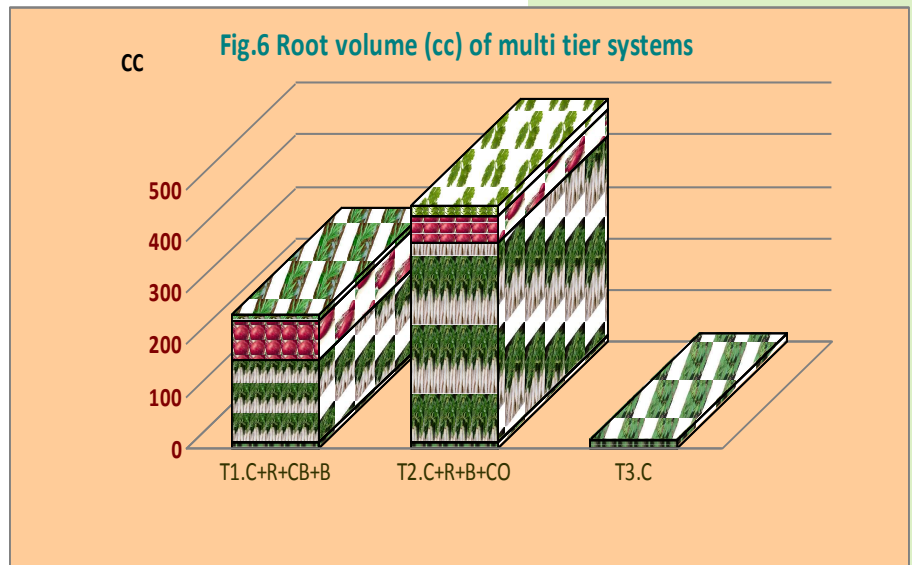 Fig.6 Root volume (cc) of multi tier systems
CC
500
400
300
200
100
0
T1.C+R+CB+B T2.C+R+B+CO T3.C